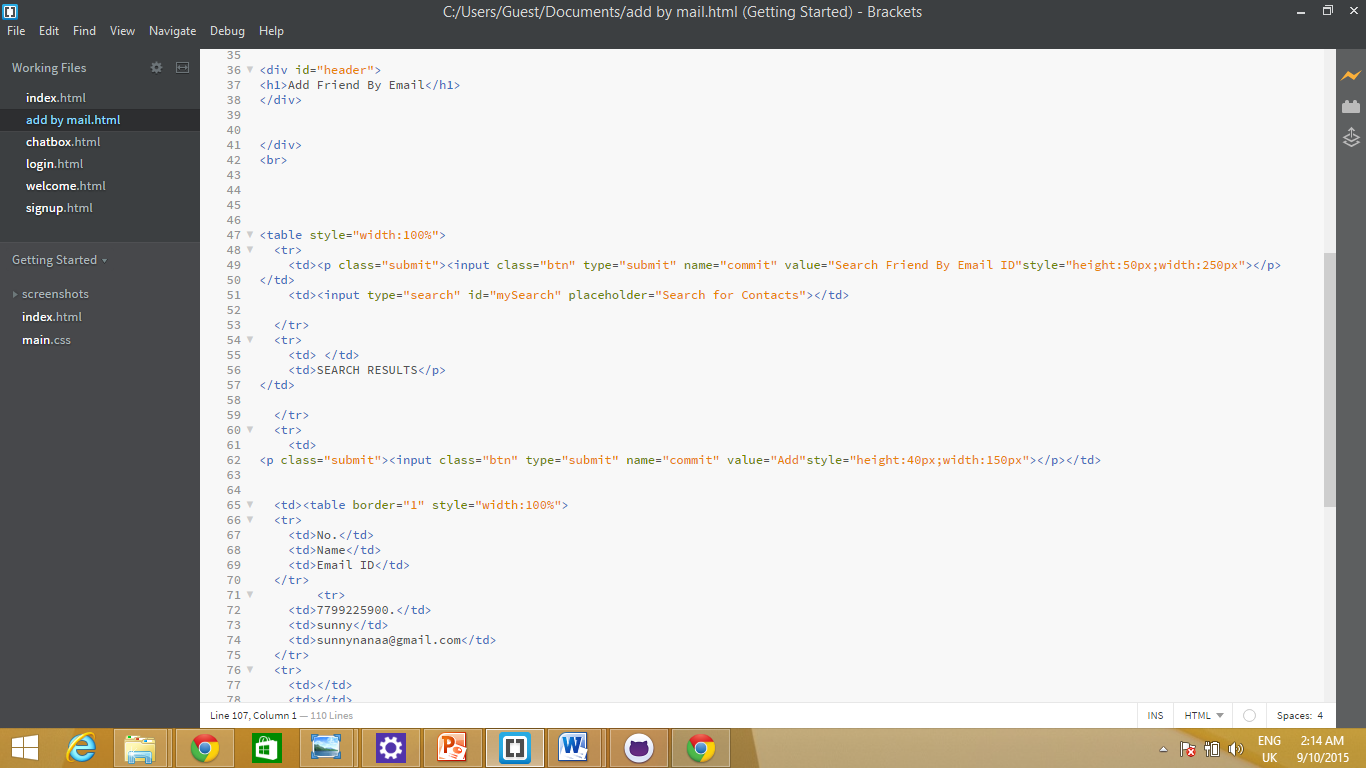 C:/Users/Guest/Documents/add by mail.html (Getting Started) - Brackets
File Edit Find View Navigate Debug Help
Working Files
index.html
add by mail.html
chatbox.html
login.html
welcome.html
signup.html
Getting Started
screenshots
index.html
main.css
35
36 <div id="header">
37 <h1>Add Friend By Email</h1>
38 </div>
39
40
41 </div>
42 <br>
43
44
45
46
47 <table style="width:100%">
48 <tr>
49 <td><p class="submit"><input class="btn" type="submit" name="commit" value="Search Friend By Email ID"style="height:50px;width:250px"></p>
50 </td>
51 <td><input type="search" id="mySearch" placeholder="Search for Contacts"></td>
52
53 </tr>
54 <tr>
55 <td> </td>
56 <td>SEARCH RESULTS</p>
57 </td>
58
59 </tr>
60 <tr>
61 <td>
62 <p class="submit"><input class="btn" type="submit" name="commit" value="Add"style="height:40px;width:150px"></p></td>
63
64
65 <td><table border="1" style="width:100%">
66 <tr>
67 <td>No.</td>
68 <td>Name</td>
69 <td>Email ID</td>
70 </tr>
71 <tr>
72 <td>7799225900.</td>
73 <td>sunny</td>
74 <td>sunnynanaa@gmail.com</td>
75 </tr>
76 <tr>
77 <td></td>
78 <td></td>
Line 107, Column 1 — 110 Lines
INS HTML Spaces: 4
ENG 2:14 AM
UK 9/10/2015